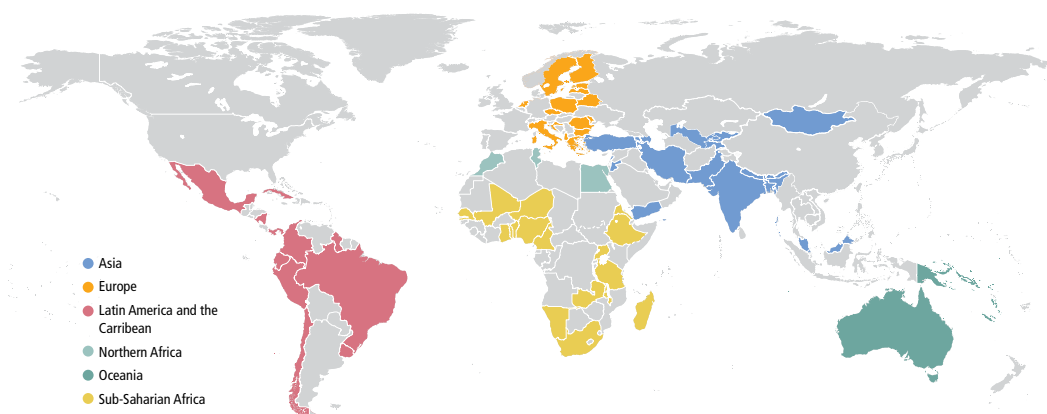 Asia
Europe
Latin America and the
Carribean
Northern Africa
Oceania
Sub-Saharian Africa